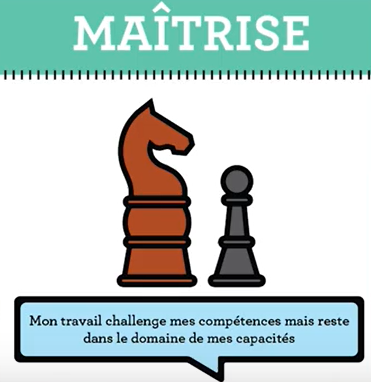 MAÎTRISE
Mon travail challenge mes compétences mais reste
dans le domaine de mes capacités